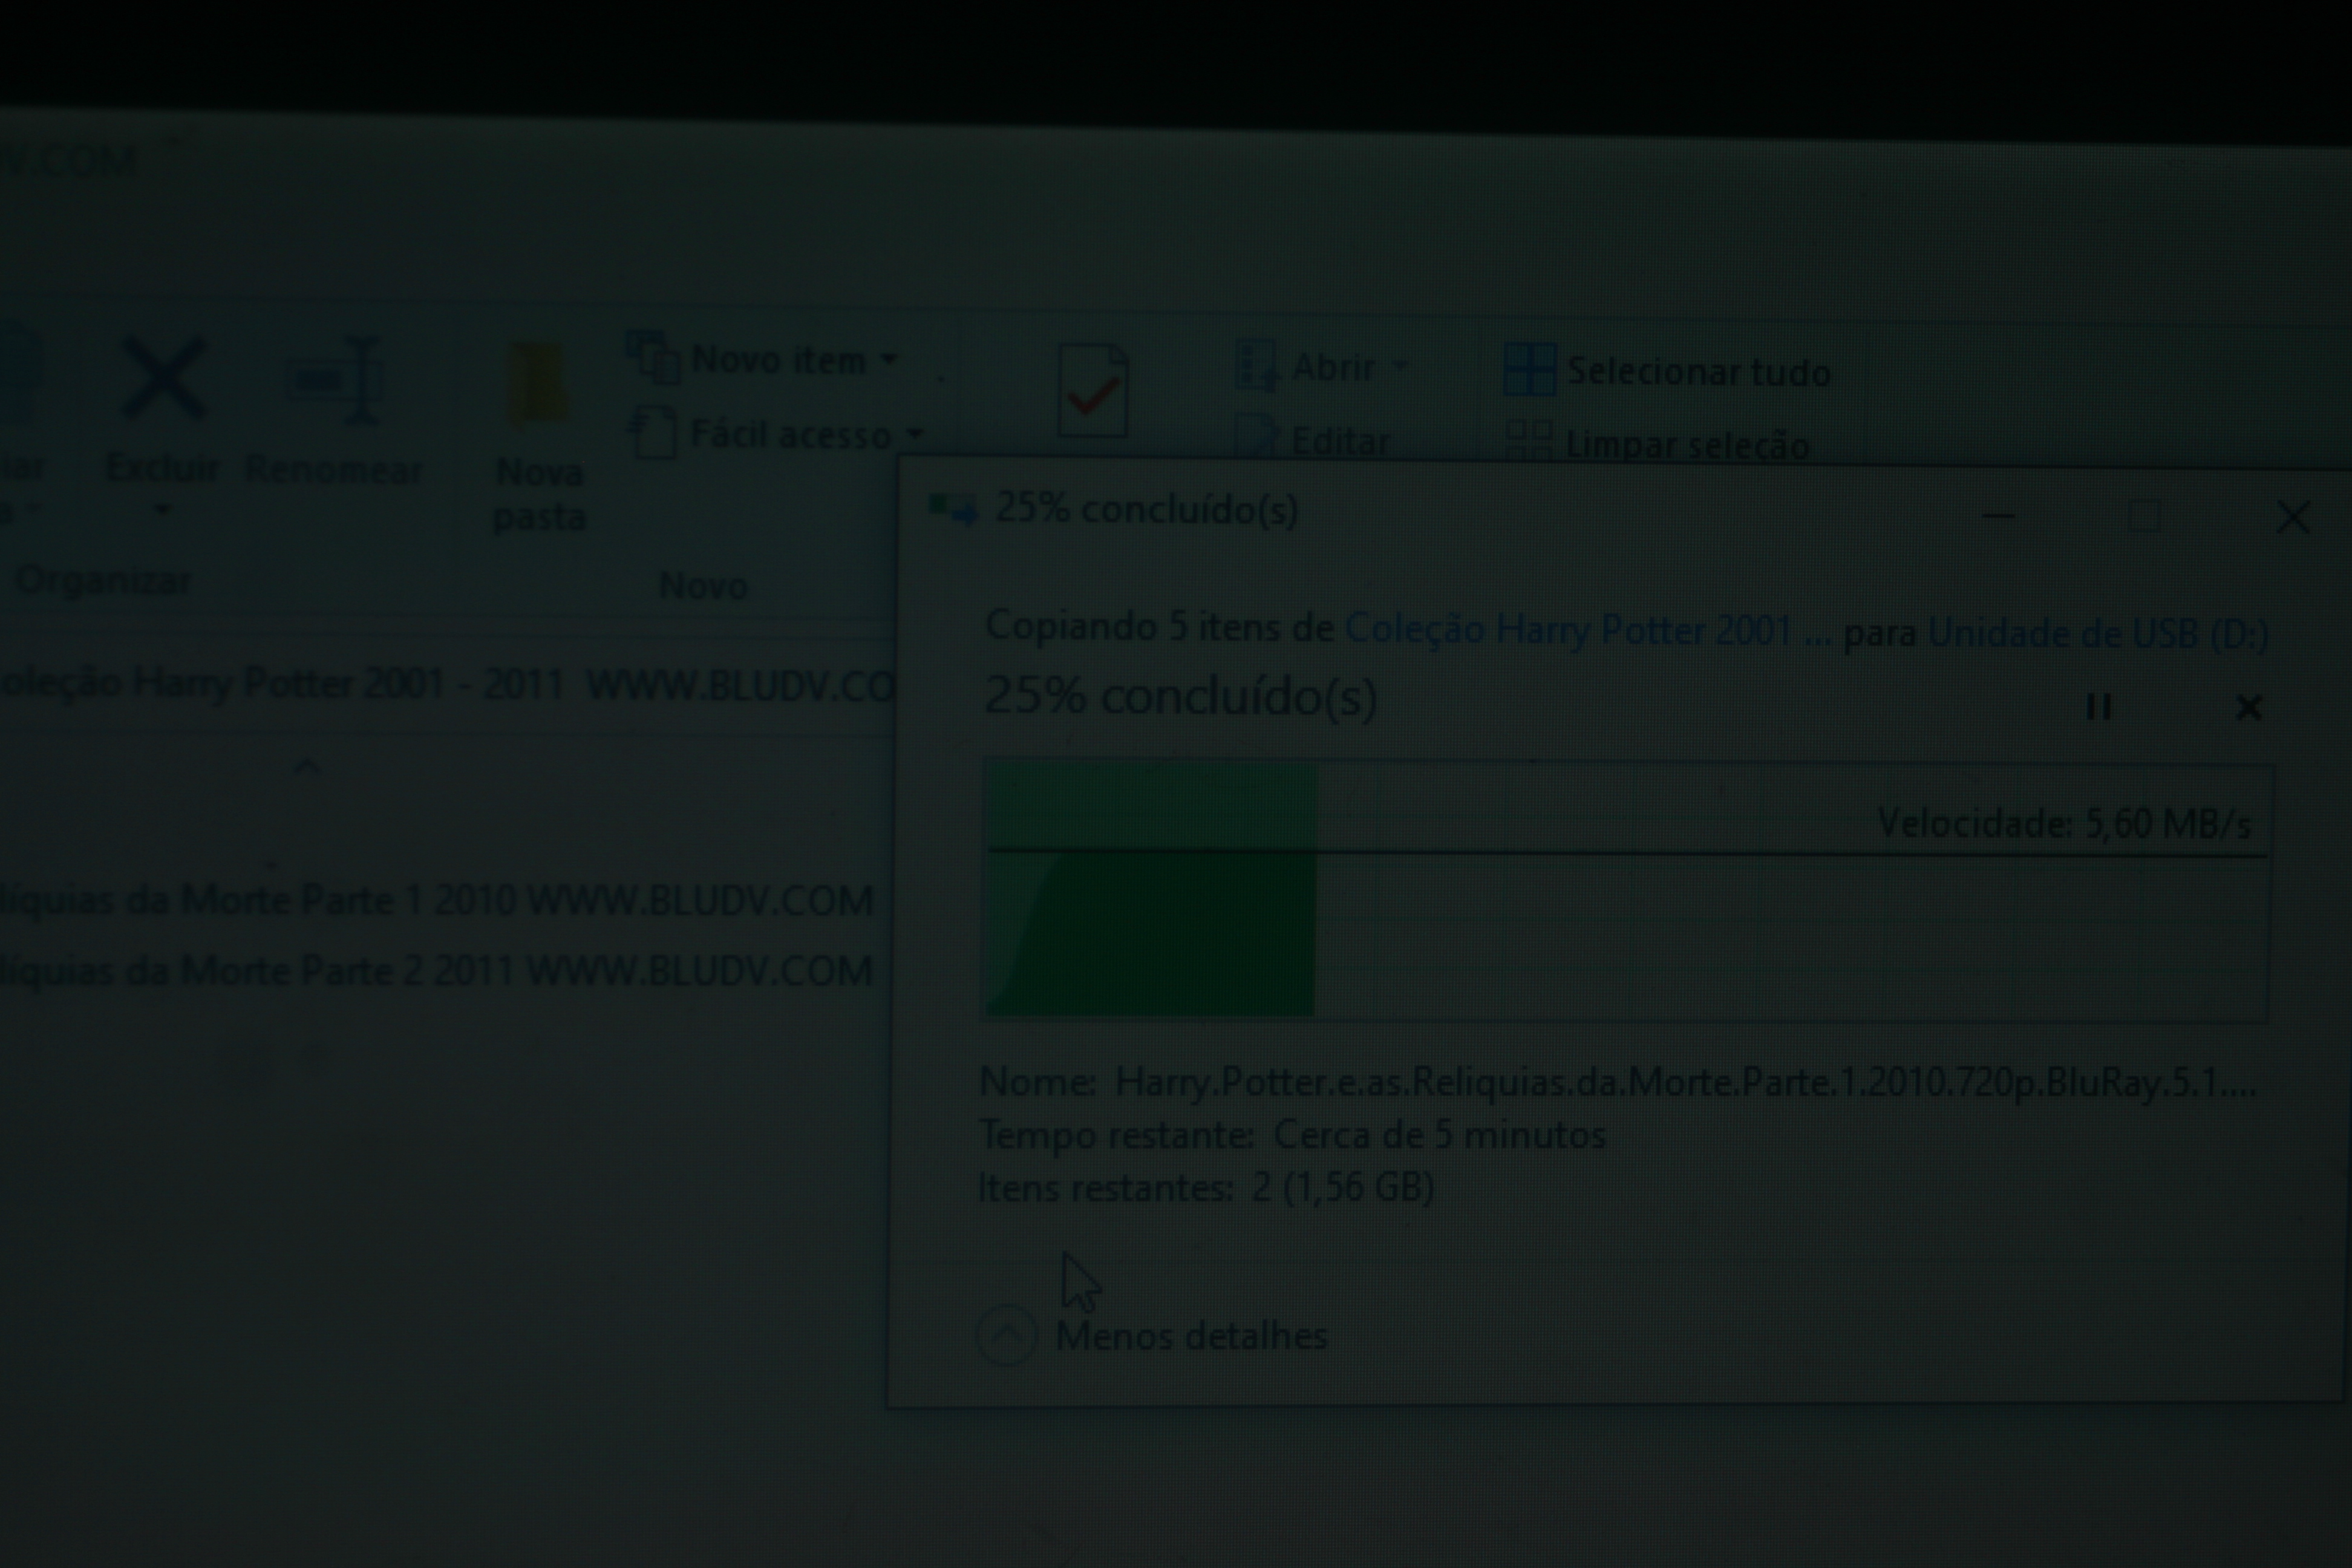 V.COM
Novo item
Abrir
Selecionar tudo
Fácil acesso
Editar
Limpar seleção
Excluir
Renomear
Nova
pasta
Organizar
Novo
25% concluído(s)
Copiando 5 itens de Coleção Harry Potter 2001 ... para Unidade de USB (D:)
25% concluído(s)
oleção Harry Potter 2001 - 2011 WWW.BLUDV.CO
Velocidade: 5,60 MB/s
líquias da Morte Parte 1 2010 WWW.BLUDV.COM
líquias da Morte Parte 2 2011 WWW.BLUDV.COM
Nome: Harry.Potter.e.as.Reliquias.da.Morte.Parte.1.2010.720p.BluRay.5.1....
Tempo restante: Cerca de 5 minutos
Itens restantes: 2 (1,56 GB)
Menos detalhes